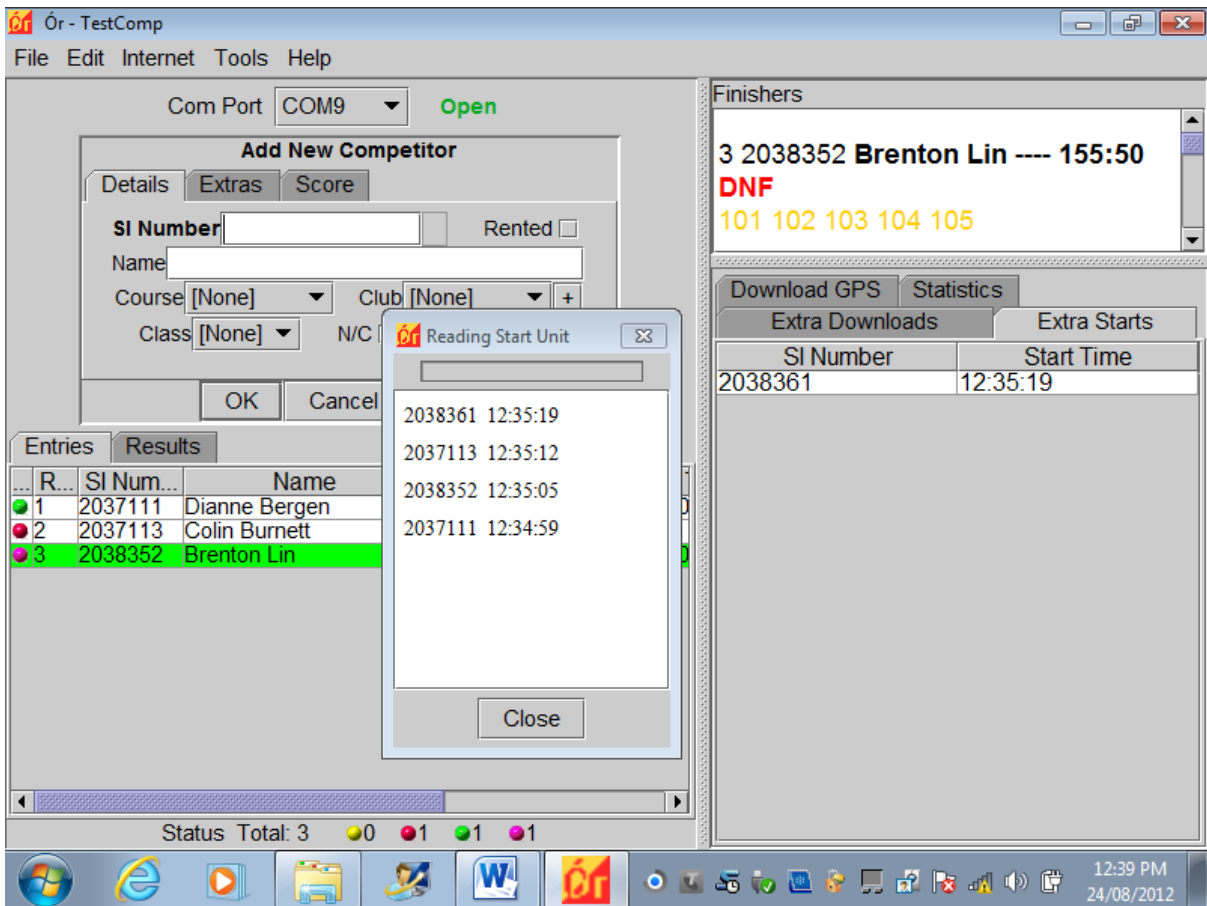 Ór - TestComp
File Edit Internet Tools Help
Com Port COM9 Open
Add New Competitor
Details Extras Score
SI Number Rented
Name
Course [None] Club [None] +
Class [None] N/C
OK Cancel
Reading Start Unit
2038361 12:35:19
2037113 12:35:12
2038352 12:35:05
2037111 12:34:59
Close
Entries Results
... R... SI Num... Name
1 2037111 Dianne Bergen
2 2037113 Colin Burnett
3 2038352 Brenton Lin
Status Total: 3 0 1 1 1
Finishers
3 2038352 Brenton Lin ---- 155:50
DNF
101 102 103 104 105
Download GPS Statistics
Extra Downloads Extra Starts
SI Number Start Time
2038361 12:35:19
Ór
12:39 PM
24/08/2012